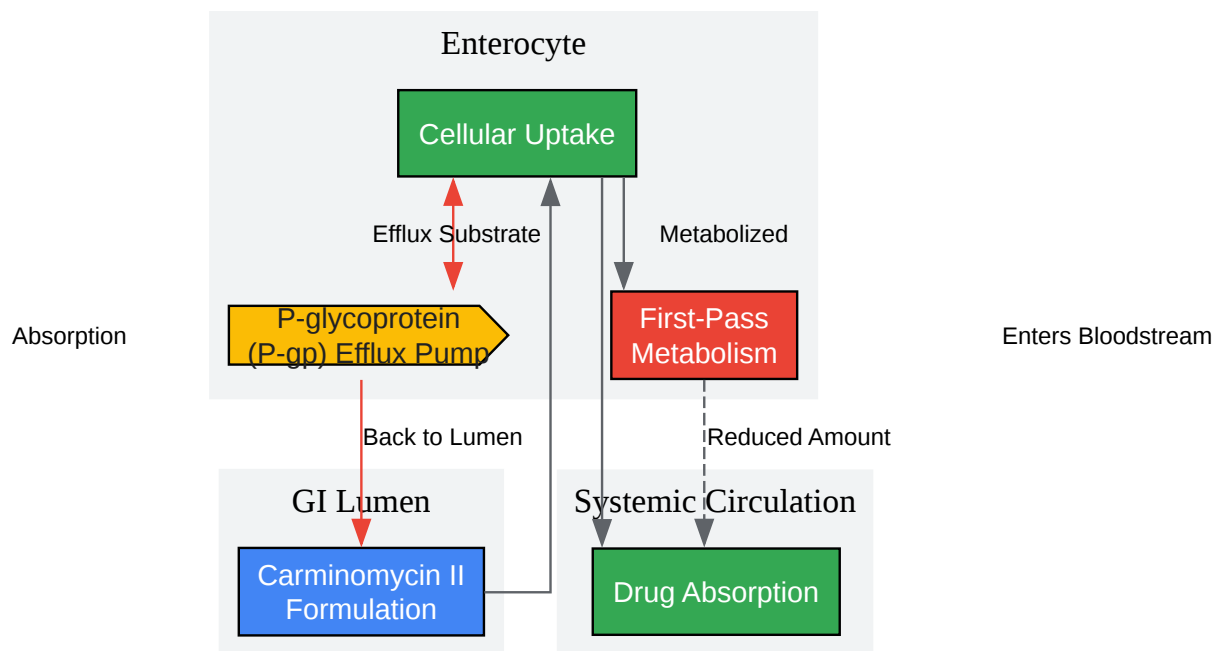 Enterocyte
Cellular Uptake
Efflux Substrate
Metabolized
Absorption
P-glycoprotein
(P-gp) Efflux Pump
First-Pass
Metabolism
Enters Bloodstream
Back to Lumen
Reduced Amount
GI Lumen
Systemic Circulation
Carminomycin II
Formulation
Drug Absorption